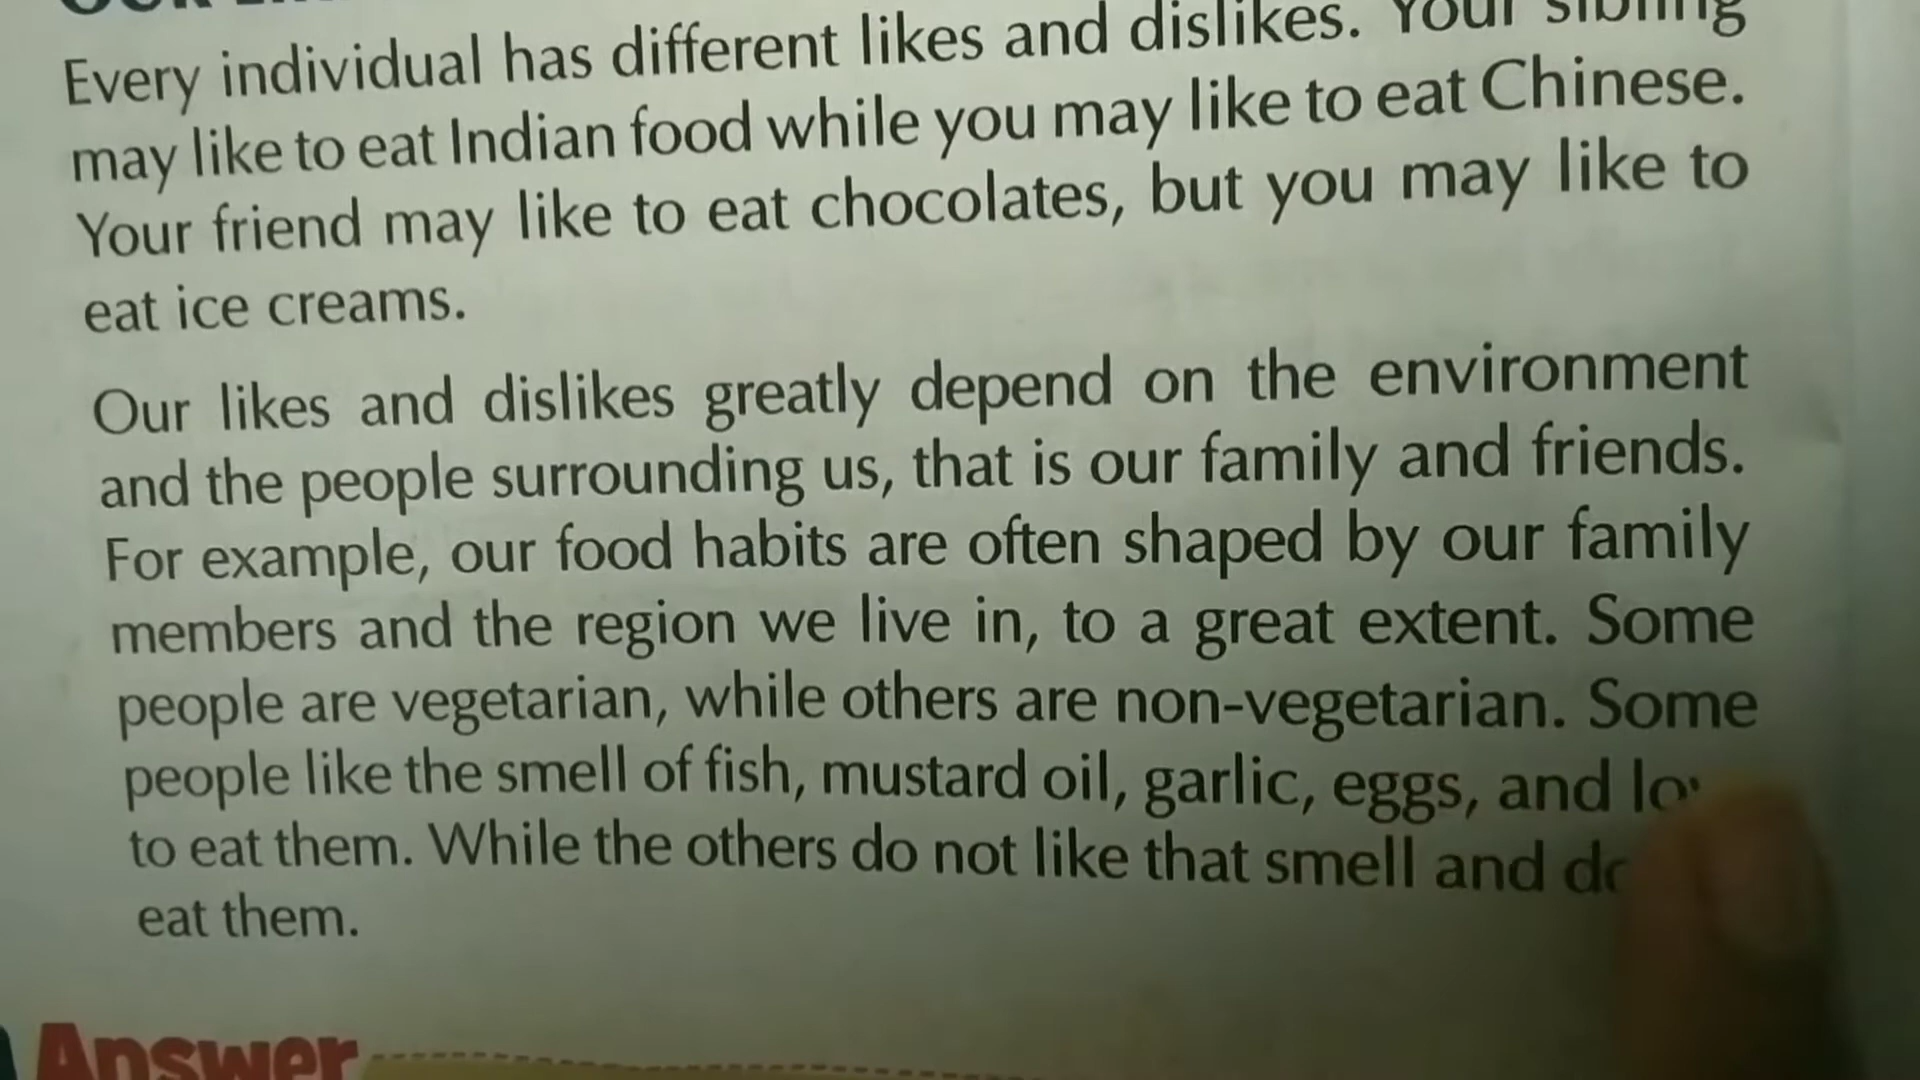 Every individual has different likes and dislikes. Your sibling
may like to eat Indian food while you may like to eat Chinese.
Your friend may like to eat chocolates, but you may like to
eat ice creams.
Our likes and dislikes greatly depend on the environment
and the people surrounding us, that is our family and friends.
For example, our food habits are often shaped by our family
members and the region we live in, to a great extent. Some
people are vegetarian, while others are non-vegetarian. Some
people like the smell of fish, mustard oil, garlic, eggs, and
to eat them. While the others do not like that smell and
eat them.
Answer